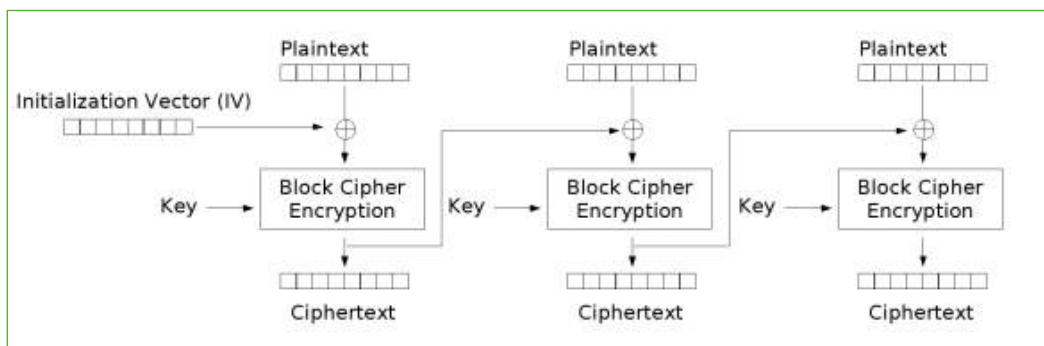 Plaintext
Plaintext
Plaintext
Initialization Vector (IV)
Key
Block Cipher
Encryption
Key
Block Cipher
Encryption
Key
Block Cipher
Encryption
Ciphertext
Ciphertext
Ciphertext